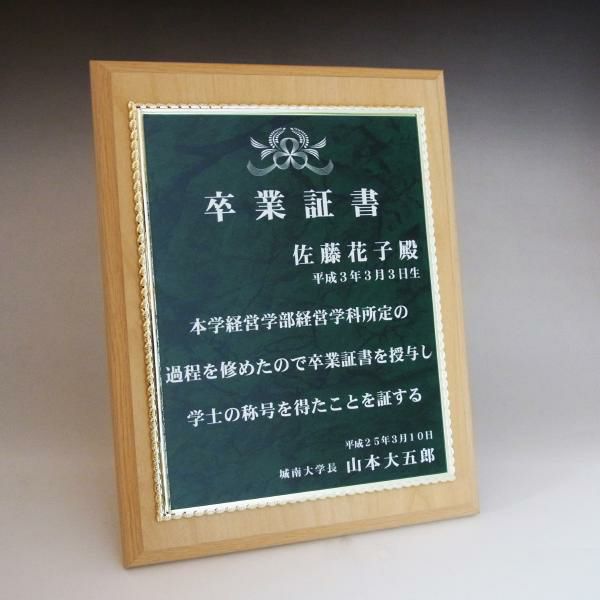 卒業証書
佐藤花子殿
平成3年3月3日生
本学経営学部経営学科所定の
過程を修めたので卒業証書を授与し
学士の称号を得たことを証する
平成25年3月10日
城南大学長 山本大五郎